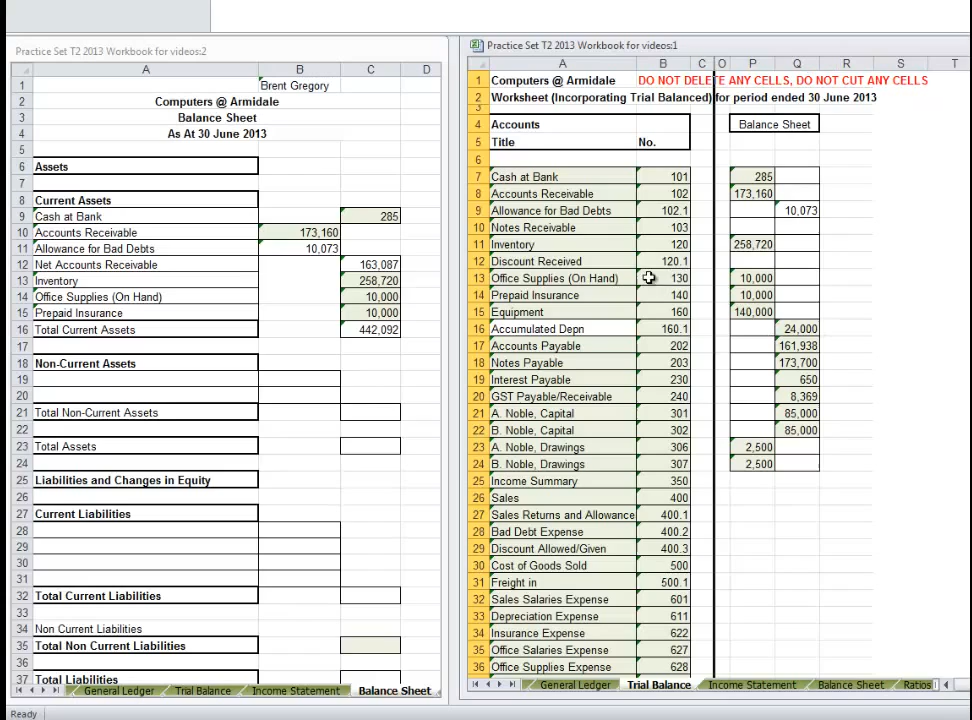 Practice Set T2 2013 Workbook for videos:2
A B C D
1 Brent Gregory
2 Computers @ Armidale
3 Balance Sheet
4 As At 30 June 2013
5
6 Assets
7
8 Current Assets
9 Cash at Bank 285
10 Accounts Receivable 173,160
11 Allowance for Bad Debts 10,073
12 Net Accounts Receivable 163,087
13 Inventory 258,720
14 Office Supplies (On Hand) 10,000
15 Prepaid Insurance 10,000
16 Total Current Assets 442,092
17
18 Non-Current Assets
19
20
21 Total Non-Current Assets
22
23 Total Assets
24
25 Liabilities and Changes in Equity
26
27 Current Liabilities
28
29
30
31
32 Total Current Liabilities
33
34 Non Current Liabilities
35 Total Non Current Liabilities
36
37 Total Liabilities
General Ledger Trial Balance Income Statement Balance Sheet
Ready
Practice Set T2 2013 Workbook for videos:1
A B C P Q R S T
1 Computers @ Armidale DO NOT DELETE ANY CELLS, DO NOT CUT ANY CELLS
2 Worksheet (Incorporating Trial Balanced) for period ended 30 June 2013
3
4 Accounts Balance Sheet
5 Title No.
6
7 Cash at Bank 101 285
8 Accounts Receivable 102 173,160
9 Allowance for Bad Debts 102.1 10,073
10 Notes Receivable 103
11 Inventory 120 258,720
12 Discount Received 120.1
13 Office Supplies (On Hand) 130 10,000
14 Prepaid Insurance 140 10,000
15 Equipment 160 140,000
16 Accumulated Depn 160.1 24,000
17 Accounts Payable 202 161,938
18 Notes Payable 203 173,700
19 Interest Payable 230 650
20 GST Payable/Receivable 240 8,369
21 A. Noble, Capital 301 85,000
22 B. Noble, Capital 302 85,000
23 A. Noble, Drawings 306 2,500
24 B. Noble, Drawings 307 2,500
25 Income Summary 350
26 Sales 400
27 Sales Returns and Allowance 400.1
28 Bad Debt Expense 400.2
29 Discount Allowed/Given 400.3
30 Cost of Goods Sold 500
31 Freight in 500.1
32 Sales Salaries Expense 601
33 Depreciation Expense 611
34 Insurance Expense 622
35 Office Salaries Expense 627
36 Office Supplies Expense 628
General Ledger Trial Balance Income Statement Balance Sheet Ratios